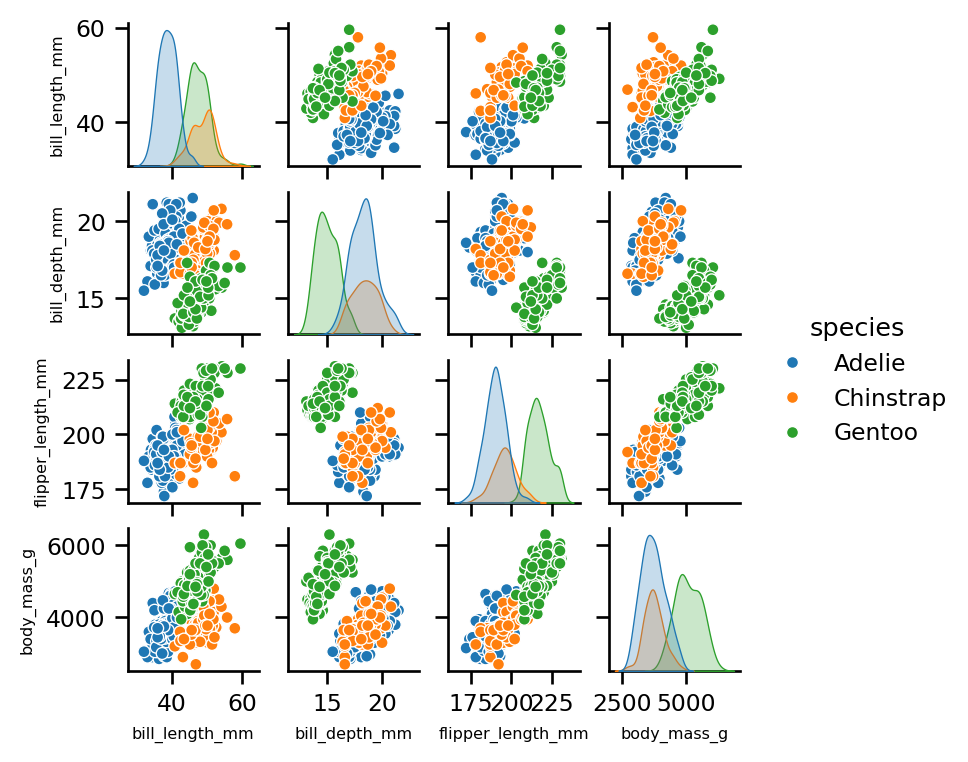 60
40
bill_length_mm
20
15
bill_depth_mm
species
Adelie
Chinstrap
Gentoo
225
200
175
flipper_length_mm
6000
4000
body_mass_g
40 60 15 20 175 200 225 2500 5000
bill_length_mm bill_depth_mm flipper_length_mm body_mass_g